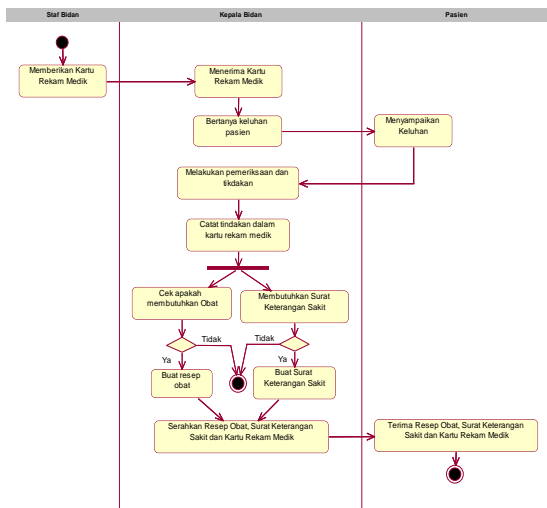 Staf Bidan
Kepala Bidan
Pasien
Memberikan Kartu
Rekam Medik
Menerima Kartu
Rekam Medik
Bertanya keluhan
pasien
Menyampaikan
Keluhan
Melakukan pemeriksaan dan
tikdakan
Catat tindakan dalam
kartu rekam medik
Cek apakah
membutuhkan Obat
Membutuhkan Surat
Keterangan Sakit
Tidak
Tidak
Ya
Ya
Buat resep
obat
Buat Surat
Keterangan Sakit
Serahkan Resep Obat, Surat Keterangan
Sakit dan Kartu Rekam Medik
Terima Resep Obat, Surat Keterangan
Sakit dan Kartu Rekam Medik